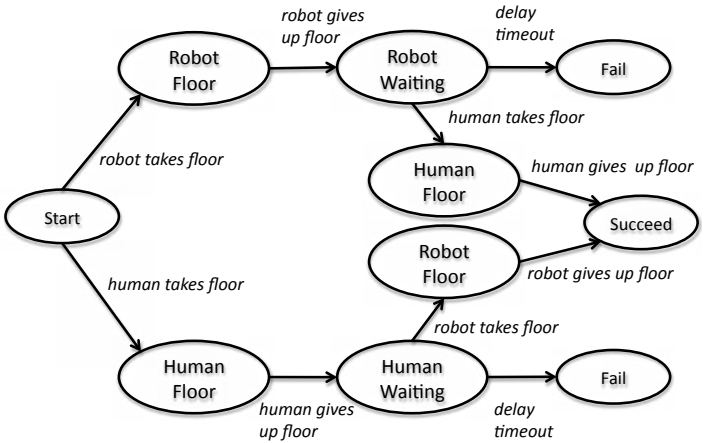 robot gives
up floor
delay
timeout
Robot
Floor
Robot
Waiting
Fail
robot takes floor
human takes floor
Human
Floor
human gives up floor
Start
Succeed
Robot
Floor
robot gives up floor
human takes floor
robot takes floor
Human
Floor
Human
Waiting
Fail
human gives
up floor
delay
timeout